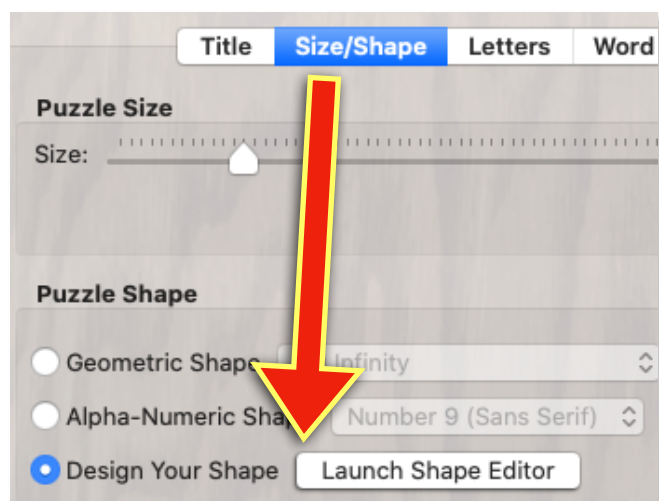 Title Size/Shape Letters Word
Puzzle Size
Size:
Puzzle Shape
Geometric Shape Infinity
Alpha-Numeric Shap Number 9 (Sans Serif)
Design Your Shape Launch Shape Editor